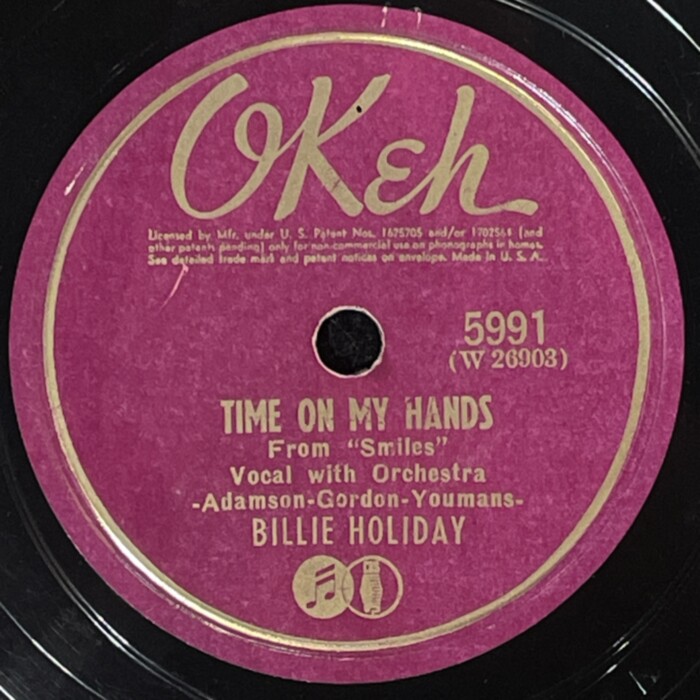 OKeh
Licensed by Mfr. under U. S. Patent Nos. 1625705 and/or 1702564 (and
other patents pending) only for non-commercial use on phonographs in homes.
See detailed trade mark and patent notices on envelope. Made in U. S. A.
5991
(W 26903)
TIME ON MY HANDS
From "Smiles"
Vocal with Orchestra
-Adamson-Gordon-Youmans-
BILLIE HOLIDAY